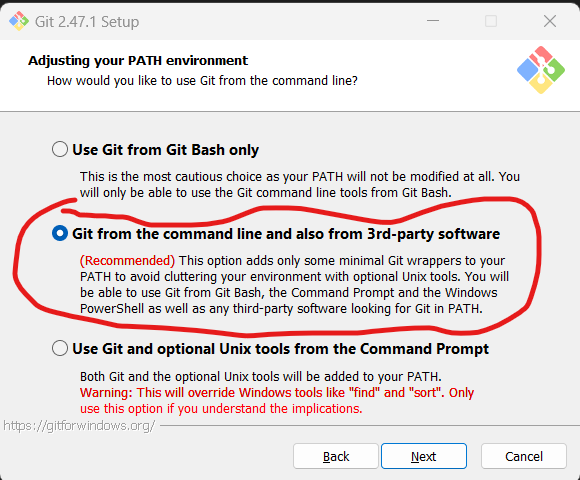 Git 2.47.1 Setup
Adjusting your PATH environment
How would you like to use Git from the command line?
Use Git from Git Bash only
This is the most cautious choice as your PATH will not be modified at all. You
will only be able to use the Git command line tools from Git Bash.
Git from the command line and also from 3rd-party software
(Recommended) This option adds only some minimal Git wrappers to your
PATH to avoid cluttering your environment with optional Unix tools. You will
be able to use Git from Git Bash, the Command Prompt and the Windows
PowerShell as well as any third-party software looking for Git in PATH.
Use Git and optional Unix tools from the Command Prompt
Both Git and the optional Unix tools will be added to your PATH.
Warning: This will override Windows tools like "find" and "sort". Only
use this option if you understand the implications.
https://gitforwindows.org/
Back
Next
Cancel